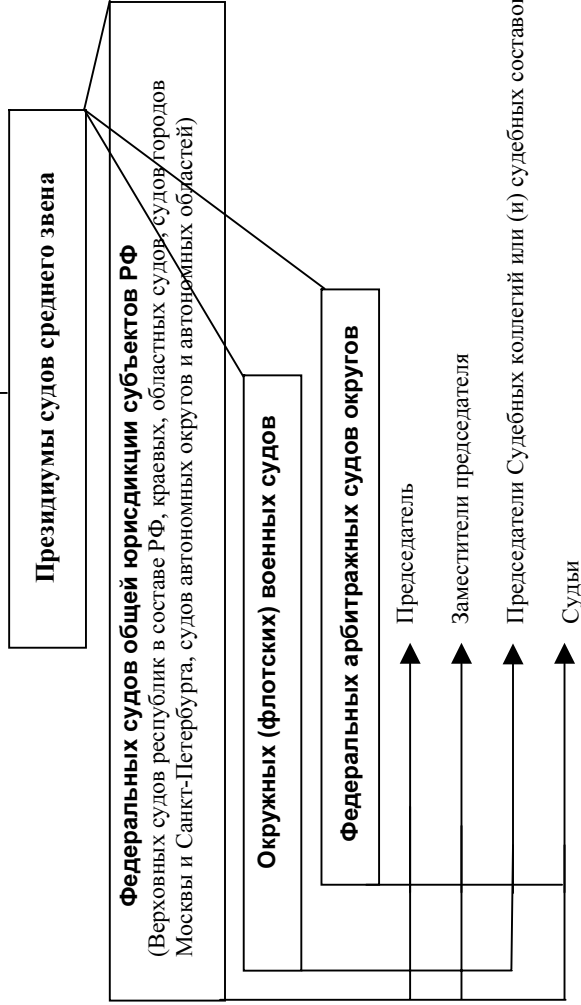 Президиумы судов среднего звена
Федеральных судов общей юрисдикции субъектов РФ
(Верховных судов республик в составе РФ, краевых, областных судов, судов городов
Москвы и Санкт-Петербурга, судов автономных округов и автономных областей)
Окружных (флотских) военных судов
Федеральных арбитражных судов округов
Председатель
Заместители председателя
Председатели Судебных коллегий или (и) судебных составов
Судьи